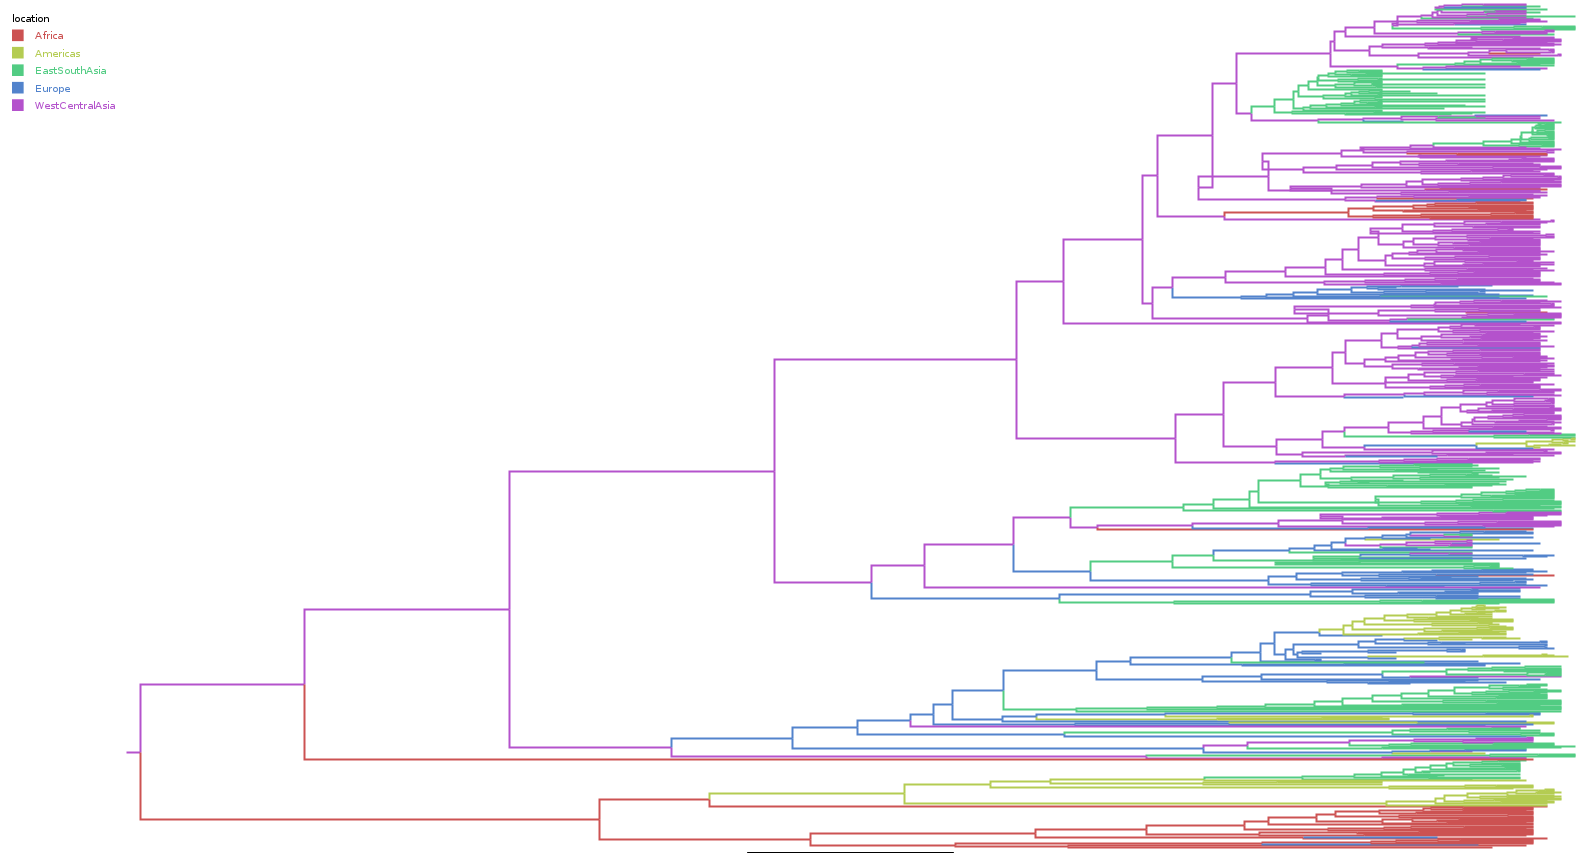 location
Africa
Americas
EastSouthAsia
Europe
WestCentralAsia